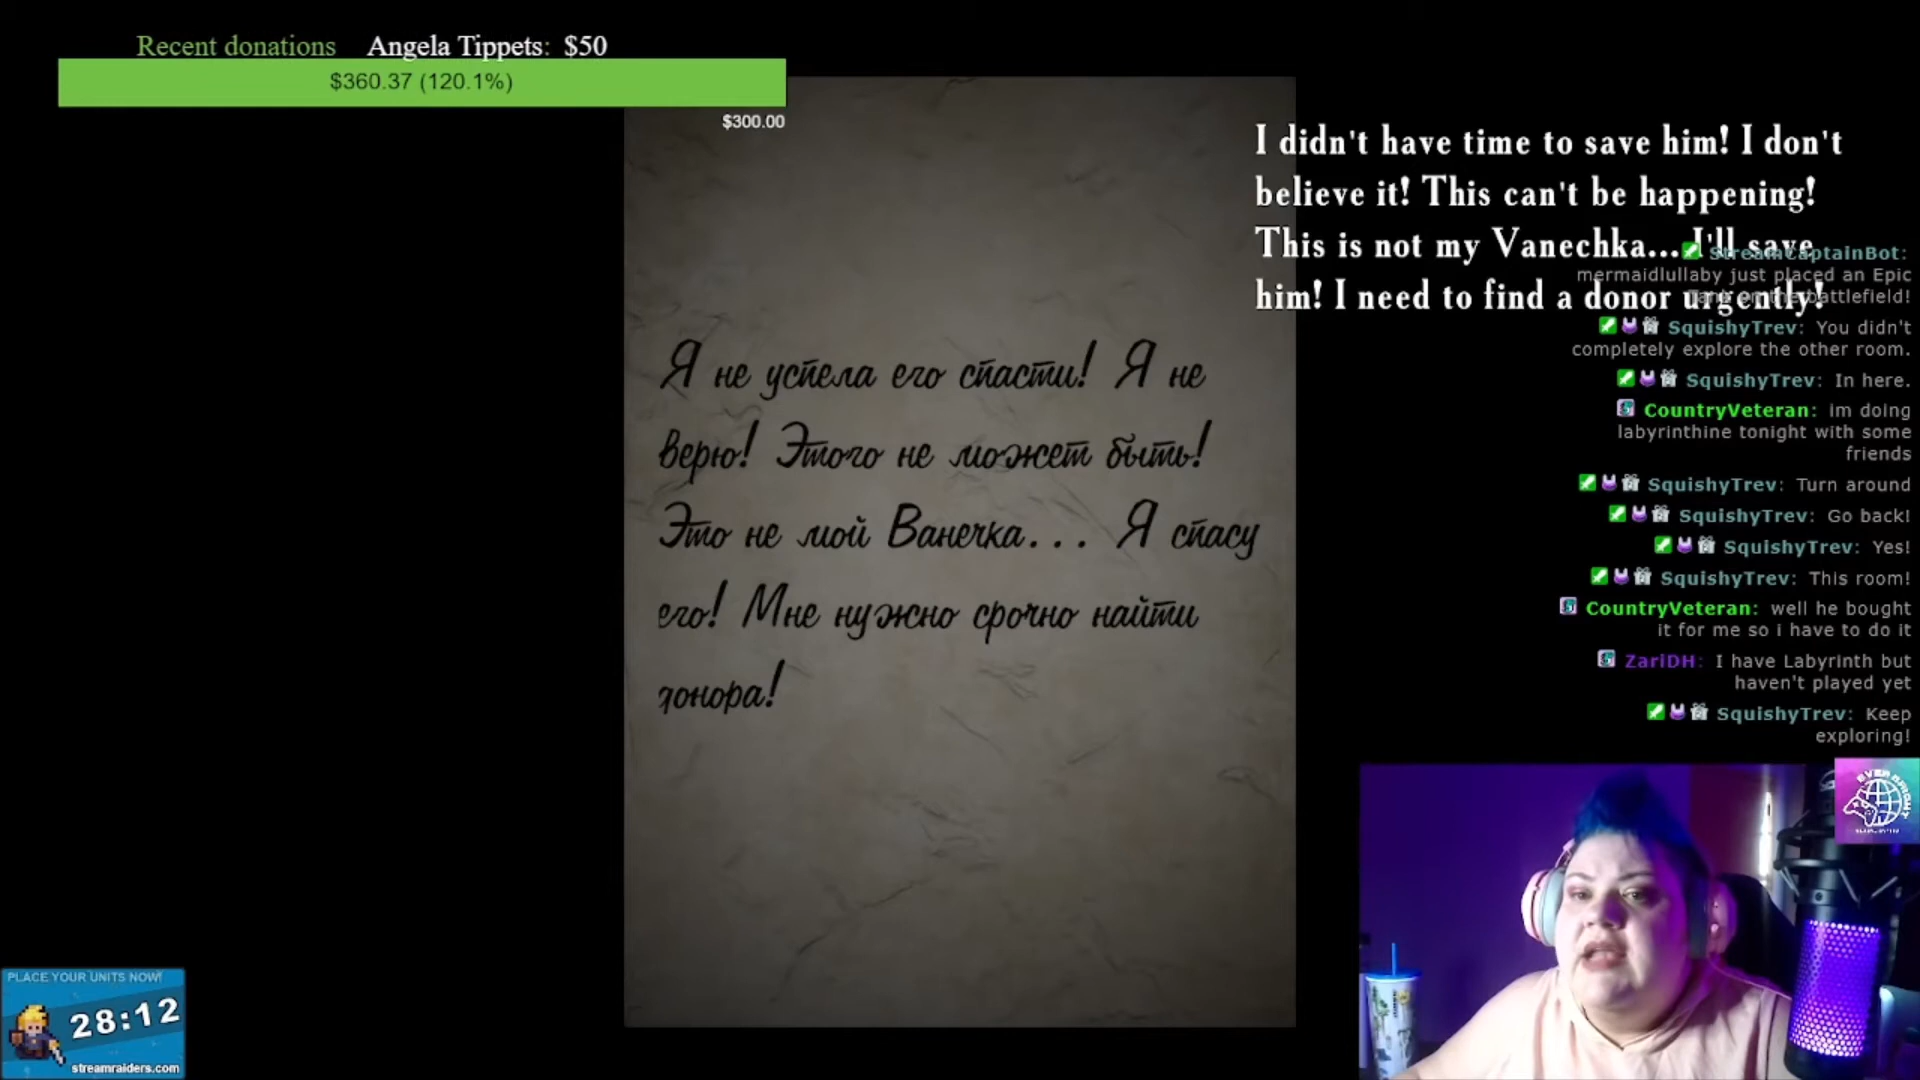 Recent donations Angela Tippets: $50
$360.37 (120.1%)
$300.00
I didn't have time to save him! I don't
believe it! This can't be happening!
This is not my Vanechka... I'll save
him! I need to find a donor urgently!
Я не успела его спасти! Я не
верю! Этого не может быть!
Это не мой Ванечка... Я спасу
его! Мне нужно срочно найти
донора!
StreamCaptainBot:
mermaidlullaby just placed an Epic
on the battlefield!
SquishyTrev: You didn't
completely explore the other room.
SquishyTrev: In here.
CountryVeteran: im doing
labyrinthine tonight with some
friends
SquishyTrev: Turn around
SquishyTrev: Go back!
SquishyTrev: Yes!
SquishyTrev: This room!
CountryVeteran: well he bought
it for me so i have to do it
ZariDH: I have Labyrinth but
haven't played yet
SquishyTrev: Keep
exploring!
PLACE YOUR UNITS NOW!
28:12
streamraiders.com